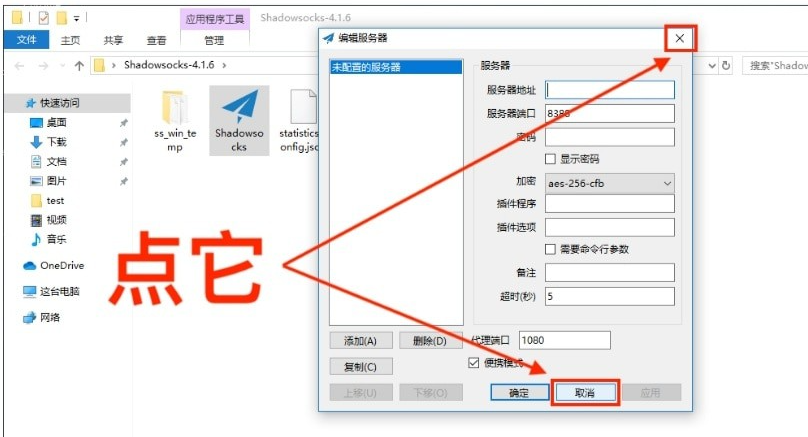 应用程序工具
Shadowsocks-4.1.6
文件
主页
共享
查看
管理
Shadowsocks-4.1.6
搜索"Shadow
快速访问
桌面
下载
文档
图片
test
视频
音乐
OneDrive
这台电脑
网络
ss_win_te
mp
Shadowso
cks
statistics
onfig.jso
点它
编辑服务器
未配置的服务器
服务器
服务器地址
服务器端口
8388
密码
显示密码
加密
aes-256-cfb
插件程序
插件选项
需要命令行参数
备注
超时(秒)
5
添加(A)
删除(D)
代理端口
1080
复制(C)
便携模式
上移(U)
下移(O)
确定
取消
应用